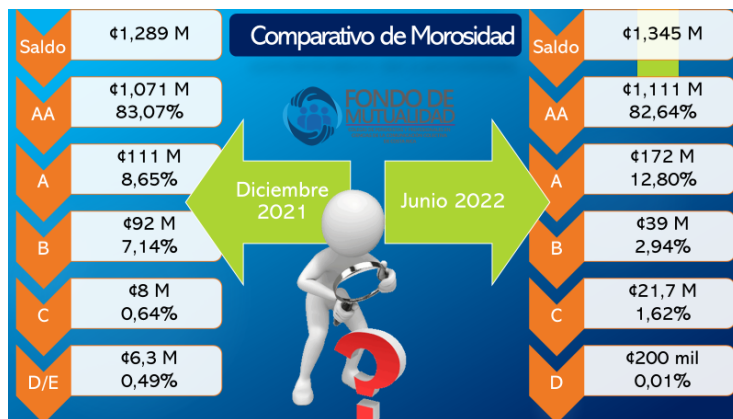 Comparativo de Morosidad
FONDO DE
MUTUALIDAD
Diciembre
2021
Saldo
¢1,289 M
AA
¢1,071 M
83,07%
A
¢111 M
8,65%
B
¢92 M
7,14%
C
¢8 M
0,64%
D/E
¢6,3 M
0,49%
Junio 2022
Saldo
¢1,345 M
AA
¢1,111 M
82,64%
A
¢172 M
12,80%
B
¢39 M
2,94%
C
¢21,7 M
1,62%
D
¢200 mil
0,01%